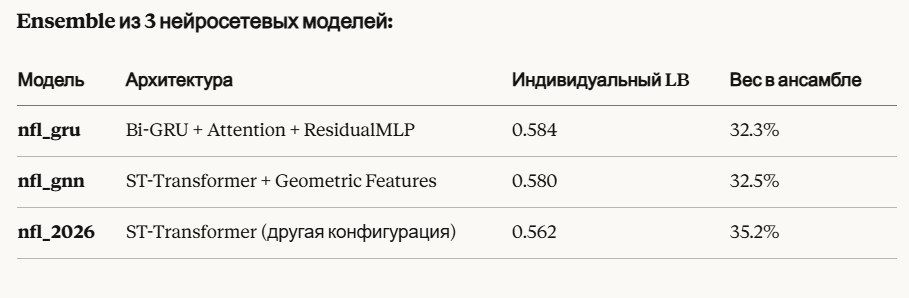 Ensemble из 3 нейросетевых моделей:
Модель Архитектура Индивидуальный LB Вес в ансамбле
nfl_gru Bi-GRU + Attention + ResidualMLP 0.584 32.3%
nfl_gnn ST-Transformer + Geometric Features 0.580 32.5%
nfl_2026 ST-Transformer (другая конфигурация) 0.562 35.2%